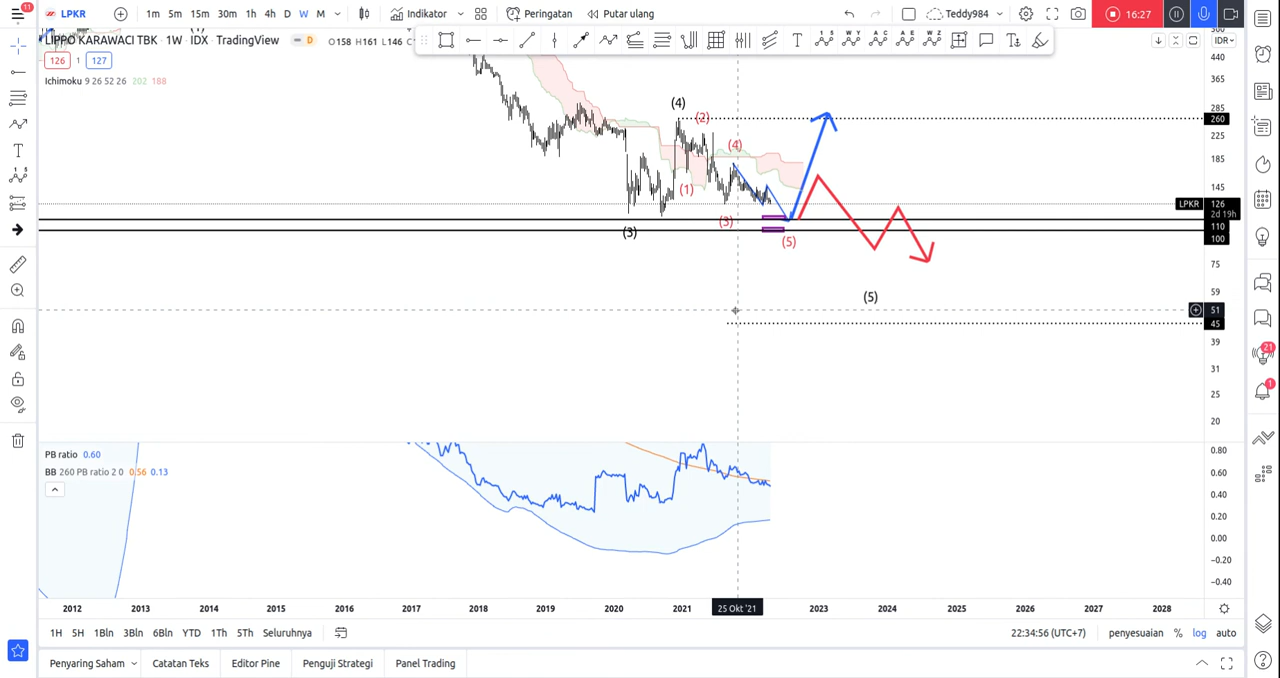 11
LPKR
1m 5m 15m 30m 1h 4h D W M
Indikator
Peringatan
Putar ulang
Teddy984
16:27
LIPPO KARAWACI TBK · 1W · IDX · TradingView
D
O158 H161 L146
IDR
126 1 127
Ichimoku 9 26 52 26 202 188
440
365
285
260
225
185
145
LPKR 126
2d 19h
110
100
75
59
51
45
39
31
25
20
(4)
(2)
(4)
(1)
(3)
(3)
(5)
(5)
PB ratio 0.60
BB 260 PB ratio 2 0 0.56 0.13
0.80
0.60
0.40
0.20
0.00
−0.20
−0.40
2012 2013 2014 2015 2016 2017 2018 2019 2020 2021 25 Okt '21 2023 2024 2025 2026 2027 2028
1H 5H 1Bln 3Bln 6Bln YTD 1Th 5Th Seluruhnya
22:34:56 (UTC+7) penyesuaian % log auto
Penyaring Saham Catatan Teks Editor Pine Penguji Strategi Panel Trading
21
1